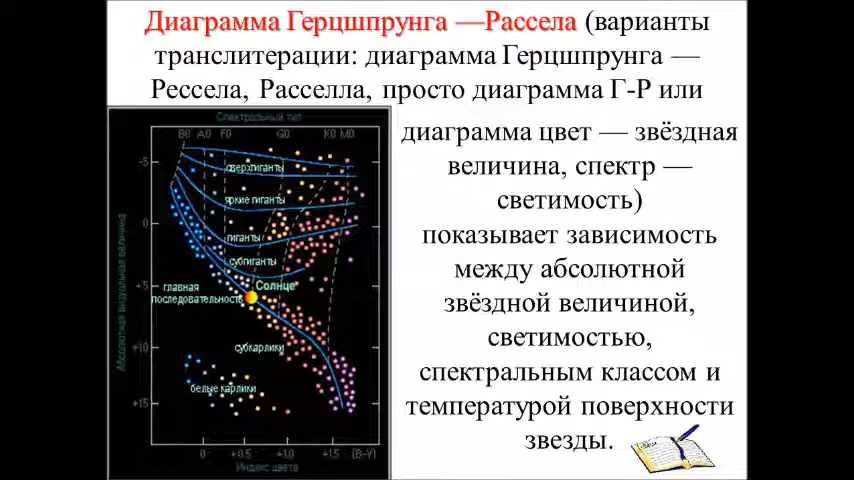 Диаграмма Герцшпрунга —Рассела (варианты
транслитерации: диаграмма Герцшпрунга —
Рессела, Расселла, просто диаграмма Г-Р или
диаграмма цвет — звёздная
величина, спектр —
светимость)
показывает зависимость
между абсолютной
звёздной величиной,
светимостью,
спектральным классом и
температурой поверхности
звезды.
Спектральный тип
B0 A0 F0 G0 K0 M0
Абсолютная визуальная величина
-5
0
+5
+10
+15
сверхгиганты
яркие гиганты
гиганты
субгиганты
Солнце
главная
последовательность
субкарлики
белые карлики
0 +0.5 +1.0 +1.5 (B-V)
Индекс цвета